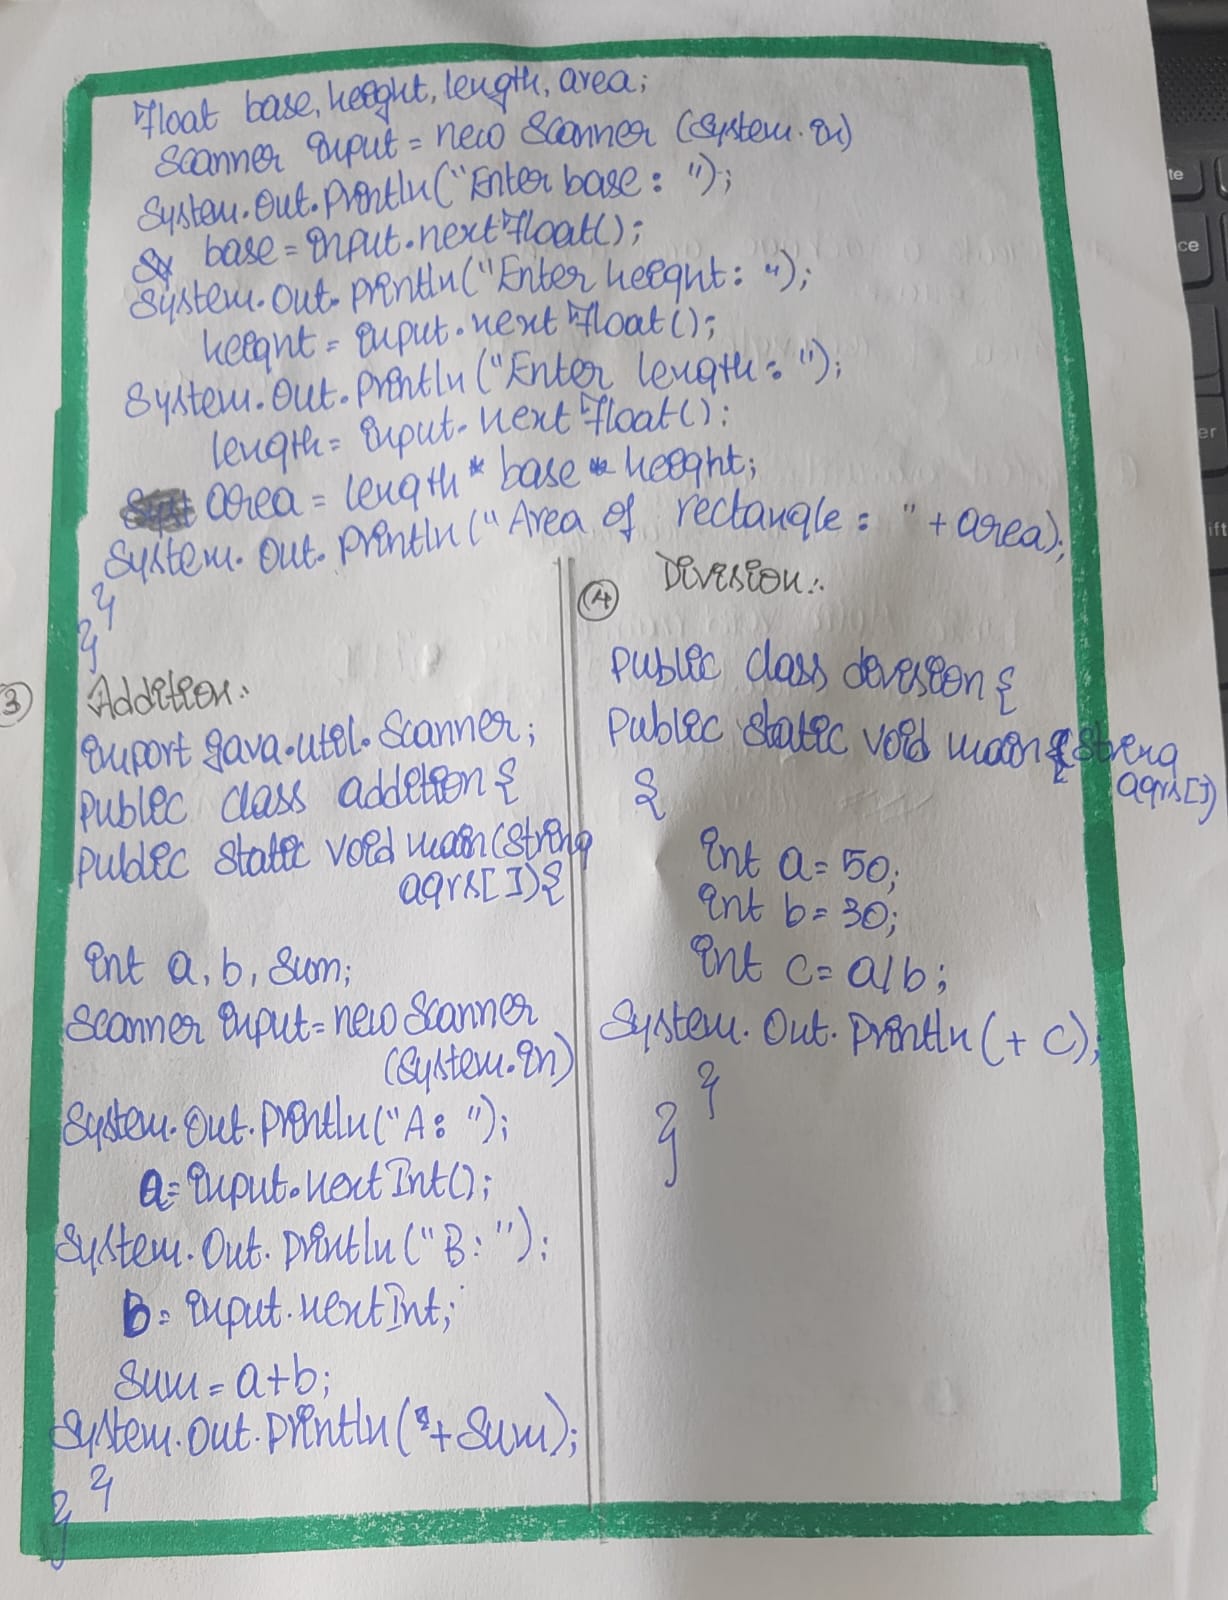 Float base, height, length, area;
Scanner input = new Scanner (System.in)
System.Out.Println("Enter base : ");
Sy base = input.nextFloat();
System.out.println("Enter height: ");
height = input.next Float();
System.Out.Println("Enter length: ");
length = input.next Float();
area = length * base * height;
System.Out.Println("Area of rectangle : " + area);
}
}
3 Addition:
import java.util.Scanner;
Public class addition {
Public static void main(String
aqrs[]){
int a, b, sum;
Scanner input = new Scanner
(System.in)
System.Out.Println("A: ");
a = input.nextInt();
System.Out.Println("B: ");
B = input.nextInt;
Sum = a+b;
System.Out.Println("+ Sum);
}
}
4 Division:
Public class division {
Public static void main (String
aqrs[])
{
int a = 50;
int b = 30;
int c = a/b;
System.Out.Println(+ C);
}
}
te
ce
er
ift